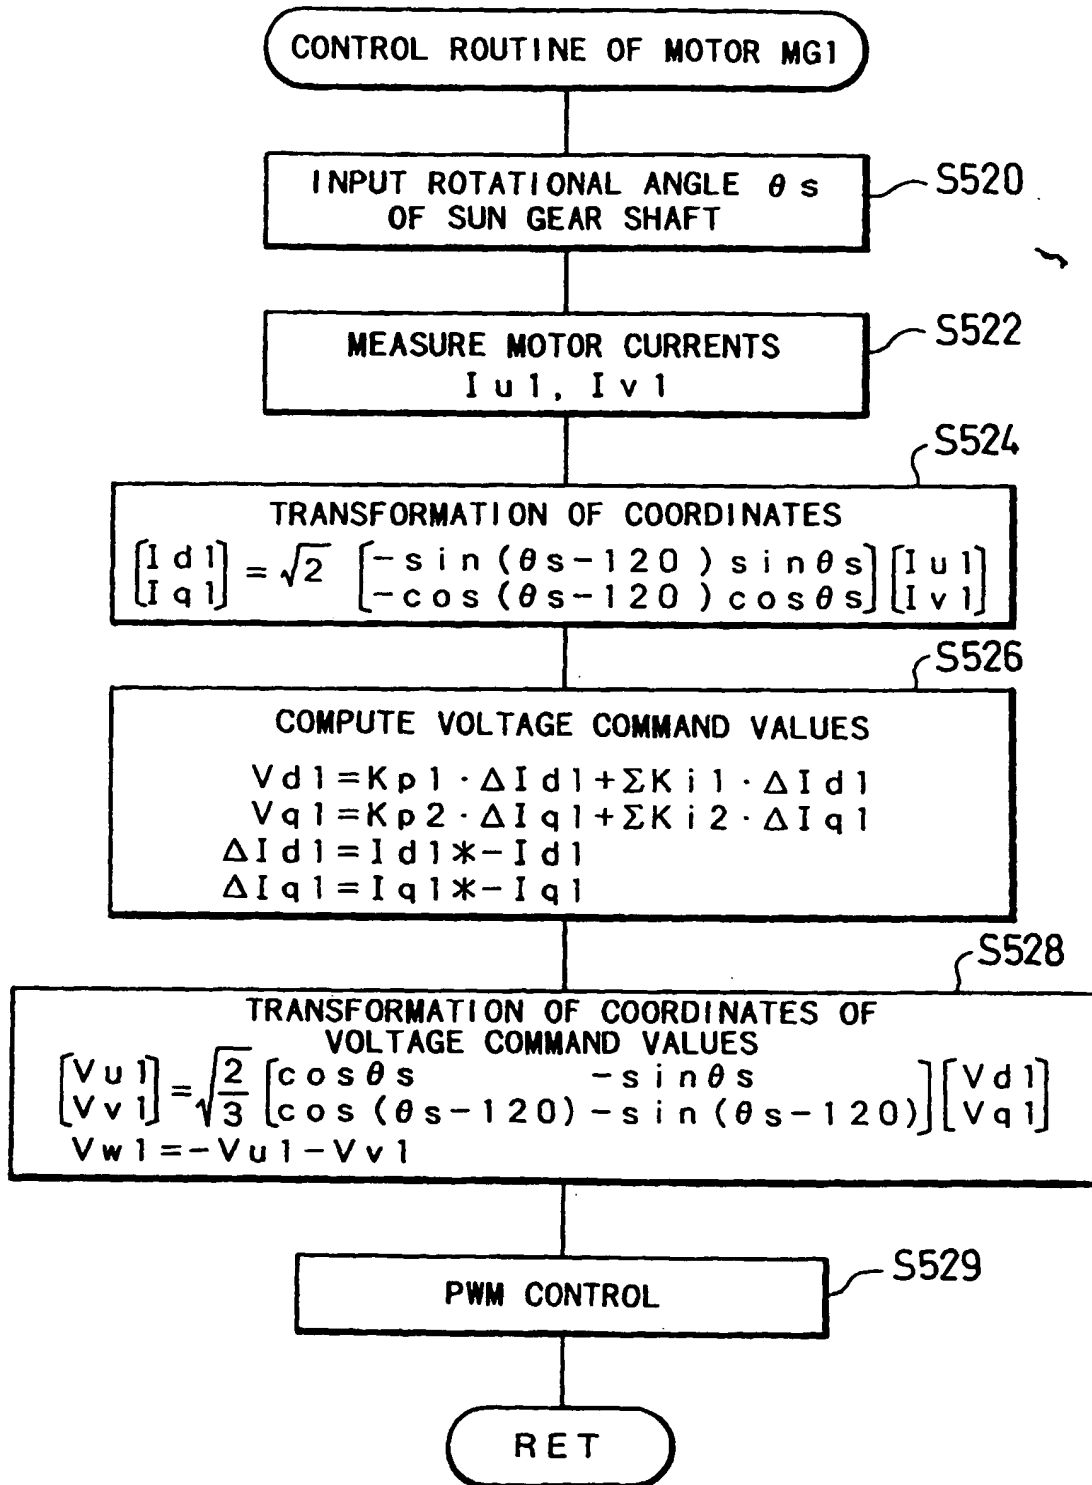 CONTROL ROUTINE OF MOTOR MG1
INPUT ROTATIONAL ANGLE θs
OF SUN GEAR SHAFT
S520
MEASURE MOTOR CURRENTS
Iu1, Iv1
S522
S524
TRANSFORMATION OF COORDINATES
[Id1] = √2 [-sin(θs-120) sinθs][Iu1]
[Iq1] [-cos(θs-120) cosθs][Iv1]
S526
COMPUTE VOLTAGE COMMAND VALUES
Vd1=Kp1·ΔId1+ΣKi1·ΔId1
Vq1=Kp2·ΔIq1+ΣKi2·ΔIq1
ΔId1=Id1*-Id1
ΔIq1=Iq1*-Iq1
S528
TRANSFORMATION OF COORDINATES OF
VOLTAGE COMMAND VALUES
[Vu1] = √2/3 [cosθs -sinθs][Vd1]
[Vv1] [cos(θs-120) -sin(θs-120)][Vq1]
Vw1=-Vu1-Vv1
PWM CONTROL
S529
RET